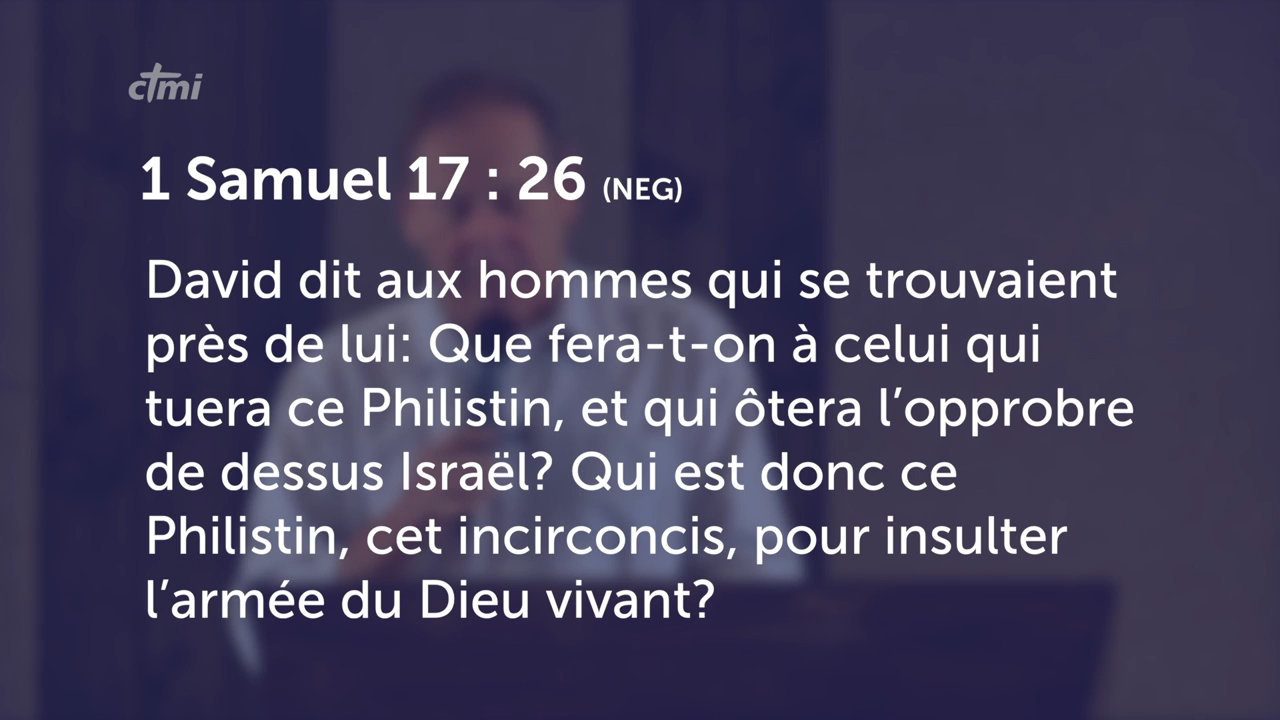 ctmi
1 Samuel 17 : 26 (NEG)
David dit aux hommes qui se trouvaient
près de lui: Que fera-t-on à celui qui
tuera ce Philistin, et qui ôtera l’opprobre
de dessus Israël? Qui est donc ce
Philistin, cet incirconcis, pour insulter
l’armée du Dieu vivant?